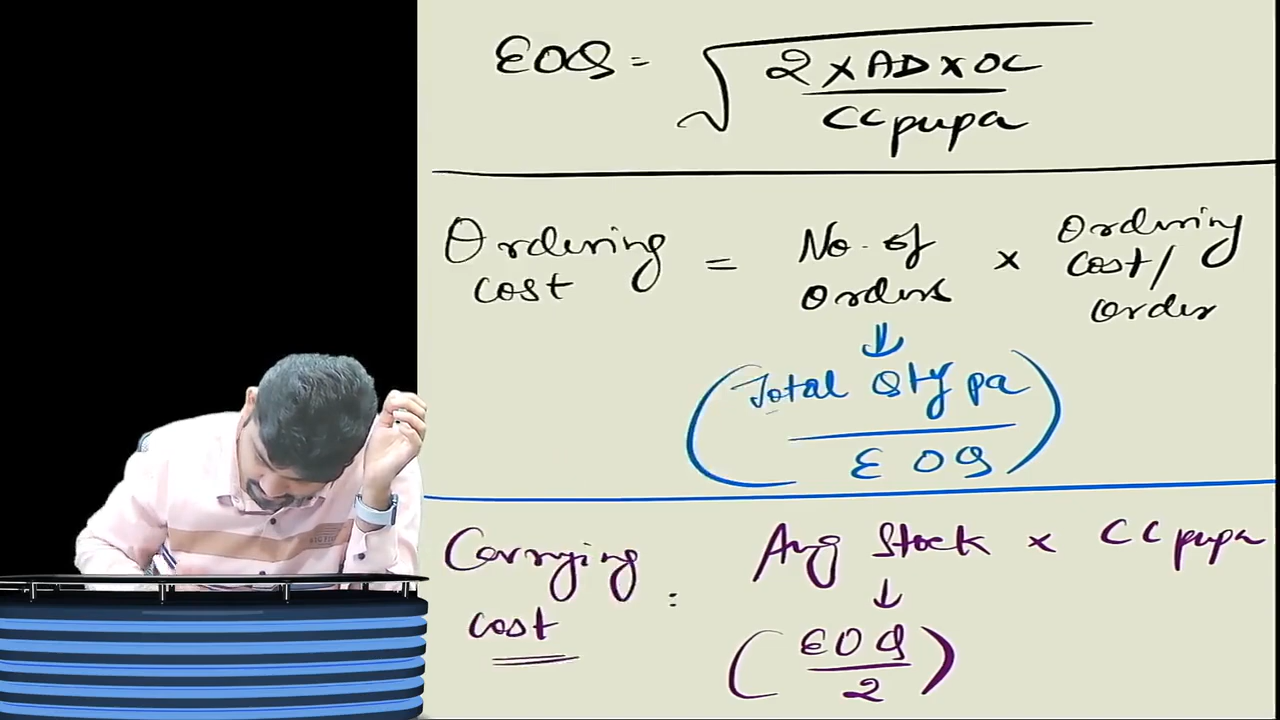 EOQ = √ 2 × AD × OC
CC pupa
Ordering cost = No. of Orders × Ordering cost / order
↓
( Total Qty pa
EOQ )
Carrying cost : Avg Stock × CC pupa
↓
( EOQ
2 )